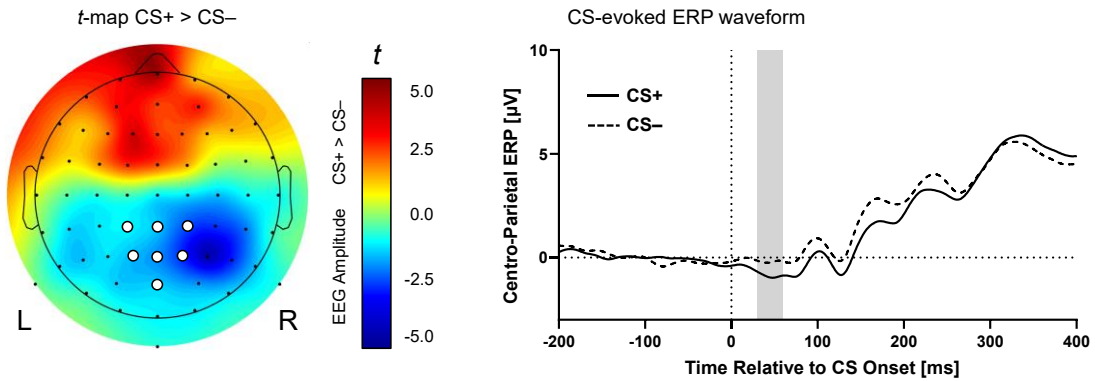 t-map CS+ > CS–
L
R
EEG Amplitude CS+ > CS–
t
5.0
2.5
0.0
-2.5
-5.0
CS-evoked ERP waveform
Centro-Parietal ERP [µV]
10
5
0
CS+
CS–
-200
-100
0
100
200
300
400
Time Relative to CS Onset [ms]